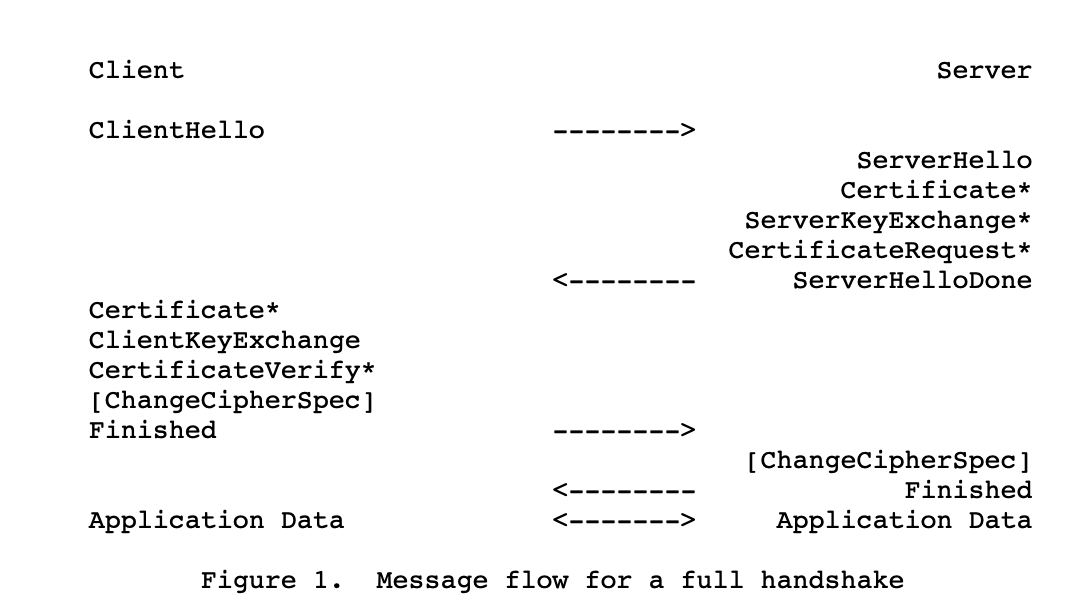 Client Server
ClientHello -------->
ServerHello
Certificate*
ServerKeyExchange*
CertificateRequest*
<-------- ServerHelloDone
Certificate*
ClientKeyExchange
CertificateVerify*
[ChangeCipherSpec]
Finished -------->
[ChangeCipherSpec]
<-------- Finished
Application Data <-------> Application Data
Figure 1. Message flow for a full handshake